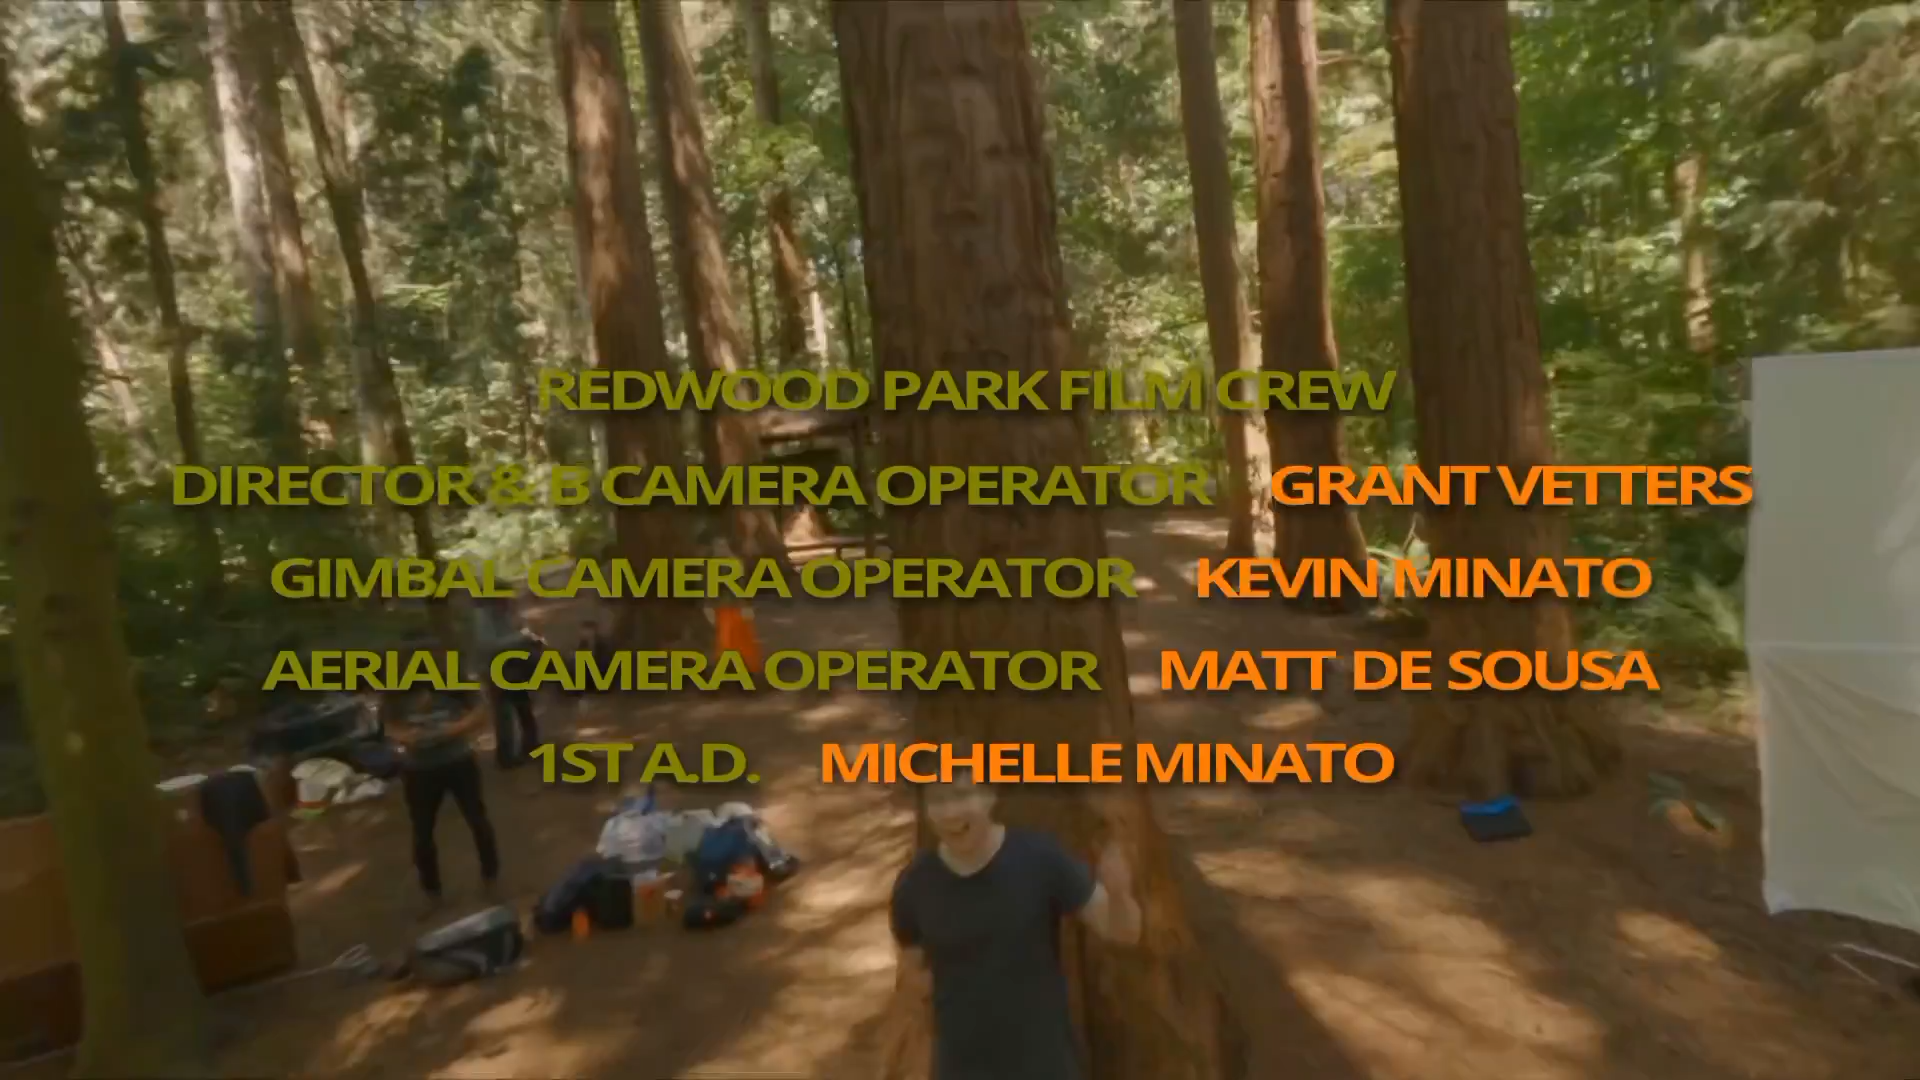 REDWOOD PARK FILM CREW
DIRECTOR & B CAMERA OPERATOR GRANT VETTERS
GIMBAL CAMERA OPERATOR KEVIN MINATO
AERIAL CAMERA OPERATOR MATT DE SOUSA
1ST A.D. MICHELLE MINATO